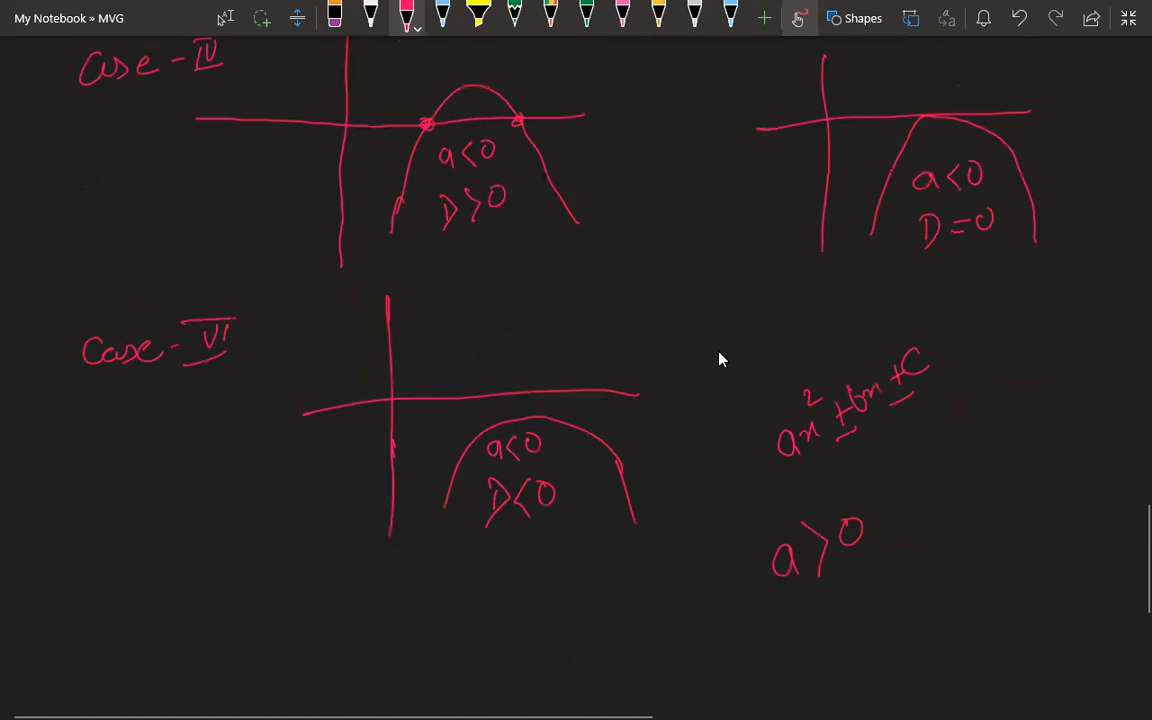 My Notebook » MVG
Shapes
Case - IV
a<0
D>0
a<0
D=0
Case - VI
a<0
D<0
ax²+bx+c
a>0